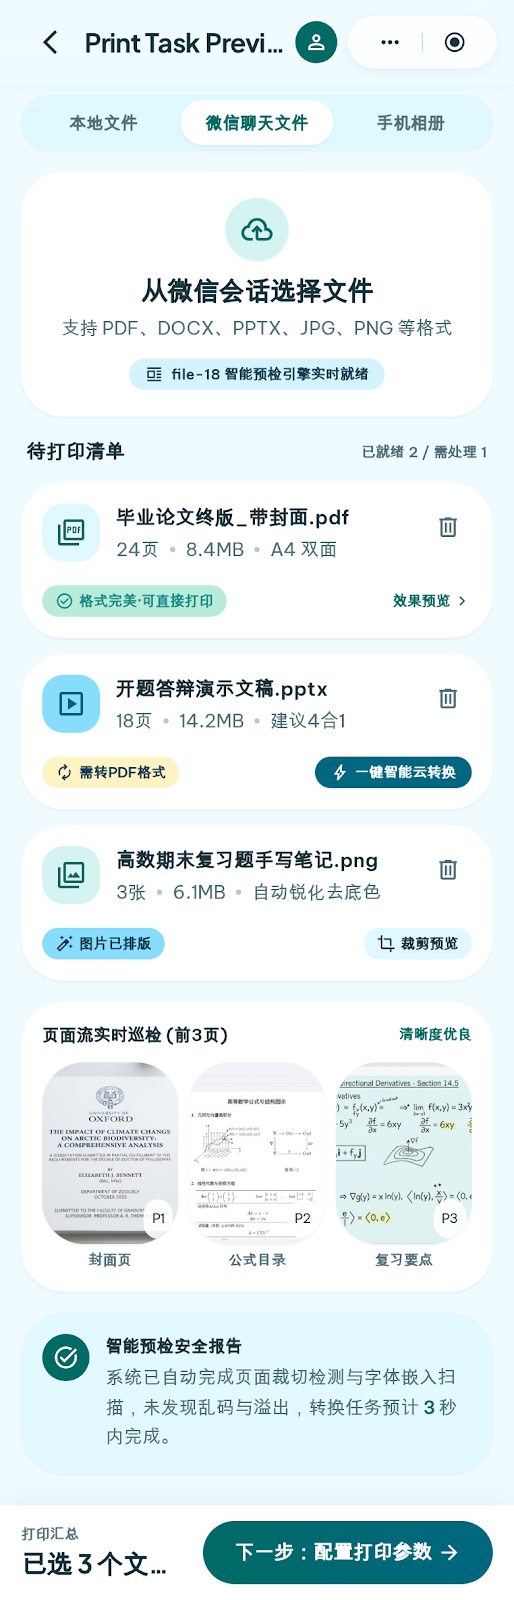 Print Task Previ...
本地文件
微信聊天文件
手机相册
从微信会话选择文件
支持 PDF、DOCX、PPTX、JPG、PNG 等格式
file-18 智能预检引擎实时就绪
待打印清单
已就绪 2 / 需处理 1
毕业论文终版_带封面.pdf
24页 • 8.4MB • A4 双面
格式完美·可直接打印
效果预览
开题答辩演示文稿.pptx
18页 • 14.2MB • 建议4合1
需转PDF格式
一键智能云转换
高数期末复习题手写笔记.png
3张 • 6.1MB • 自动锐化去底色
图片已排版
裁剪预览
页面流实时巡检 (前3页)
清晰度优良
UNIVERSITY OF
OXFORD
THE IMPACT OF CLIMATE CHANGE
ON ARCTIC BIODIVERSITY:
A COMPREHENSIVE ANALYSIS
BY
ELIZABETH J. BENNETT
DEPARTMENT OF ZOOLOGY
OCTOBER 2023
P1
高等数学公式与结构图示
P2
irectional Derivatives - Section 14.5
P3
封面页
公式目录
复习要点
智能预检安全报告
系统已自动完成页面裁切检测与字体嵌入扫
描，未发现乱码与溢出，转换任务预计 3 秒
内完成。
打印汇总
已选 3 个文...
下一步：配置打印参数